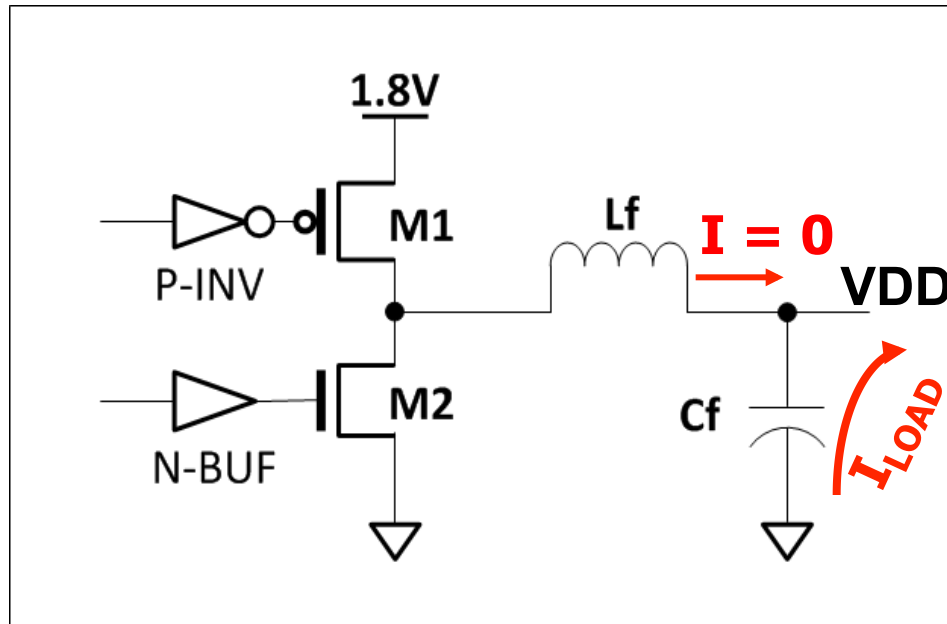 1.8V
M1
P-INV
Lf
I = 0
VDD
M2
N-BUF
Cf
ILOAD